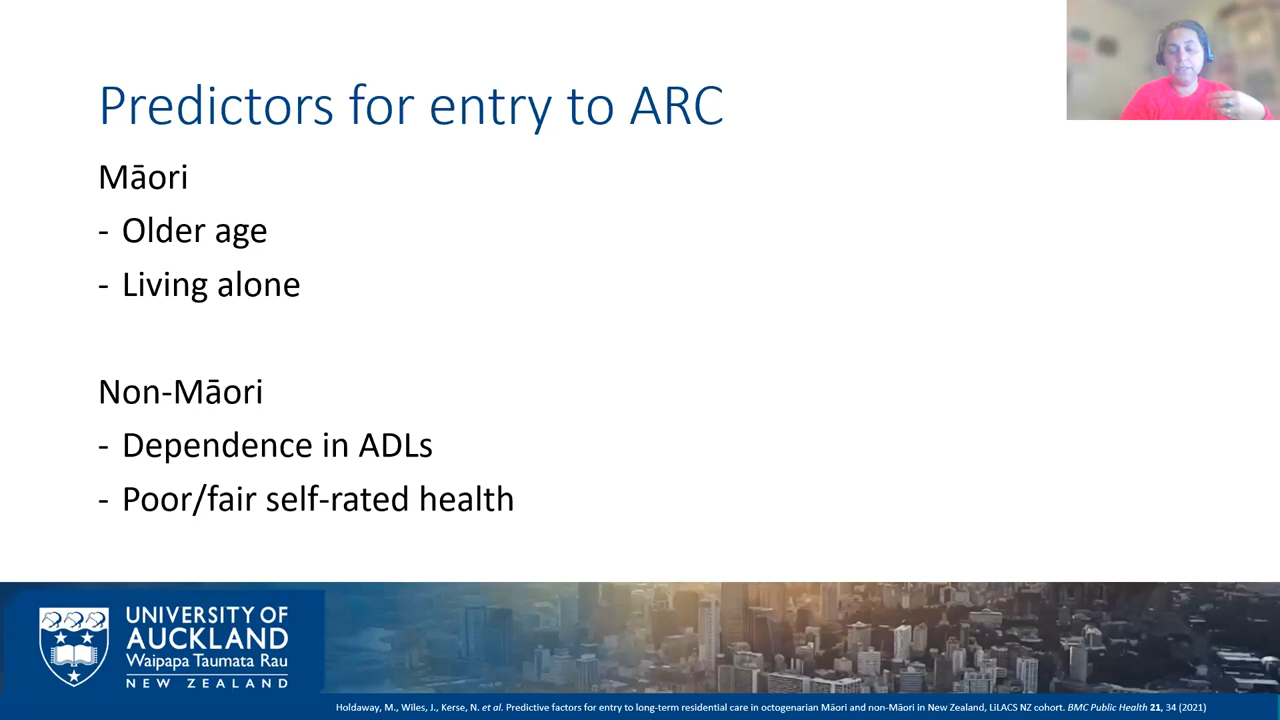 Predictors for entry to ARC
Māori
- Older age
- Living alone
Non-Māori
- Dependence in ADLs
- Poor/fair self-rated health
UNIVERSITY OF
AUCKLAND
Waipapa Taumata Rau
NEW ZEALAND
Holdaway, M., Wiles, J., Kerse, N. et al. Predictive factors for entry to long-term residential care in octogenarian Māori and non-Māori in New Zealand, LiLACS NZ cohort. BMC Public Health 21, 34 (2021)